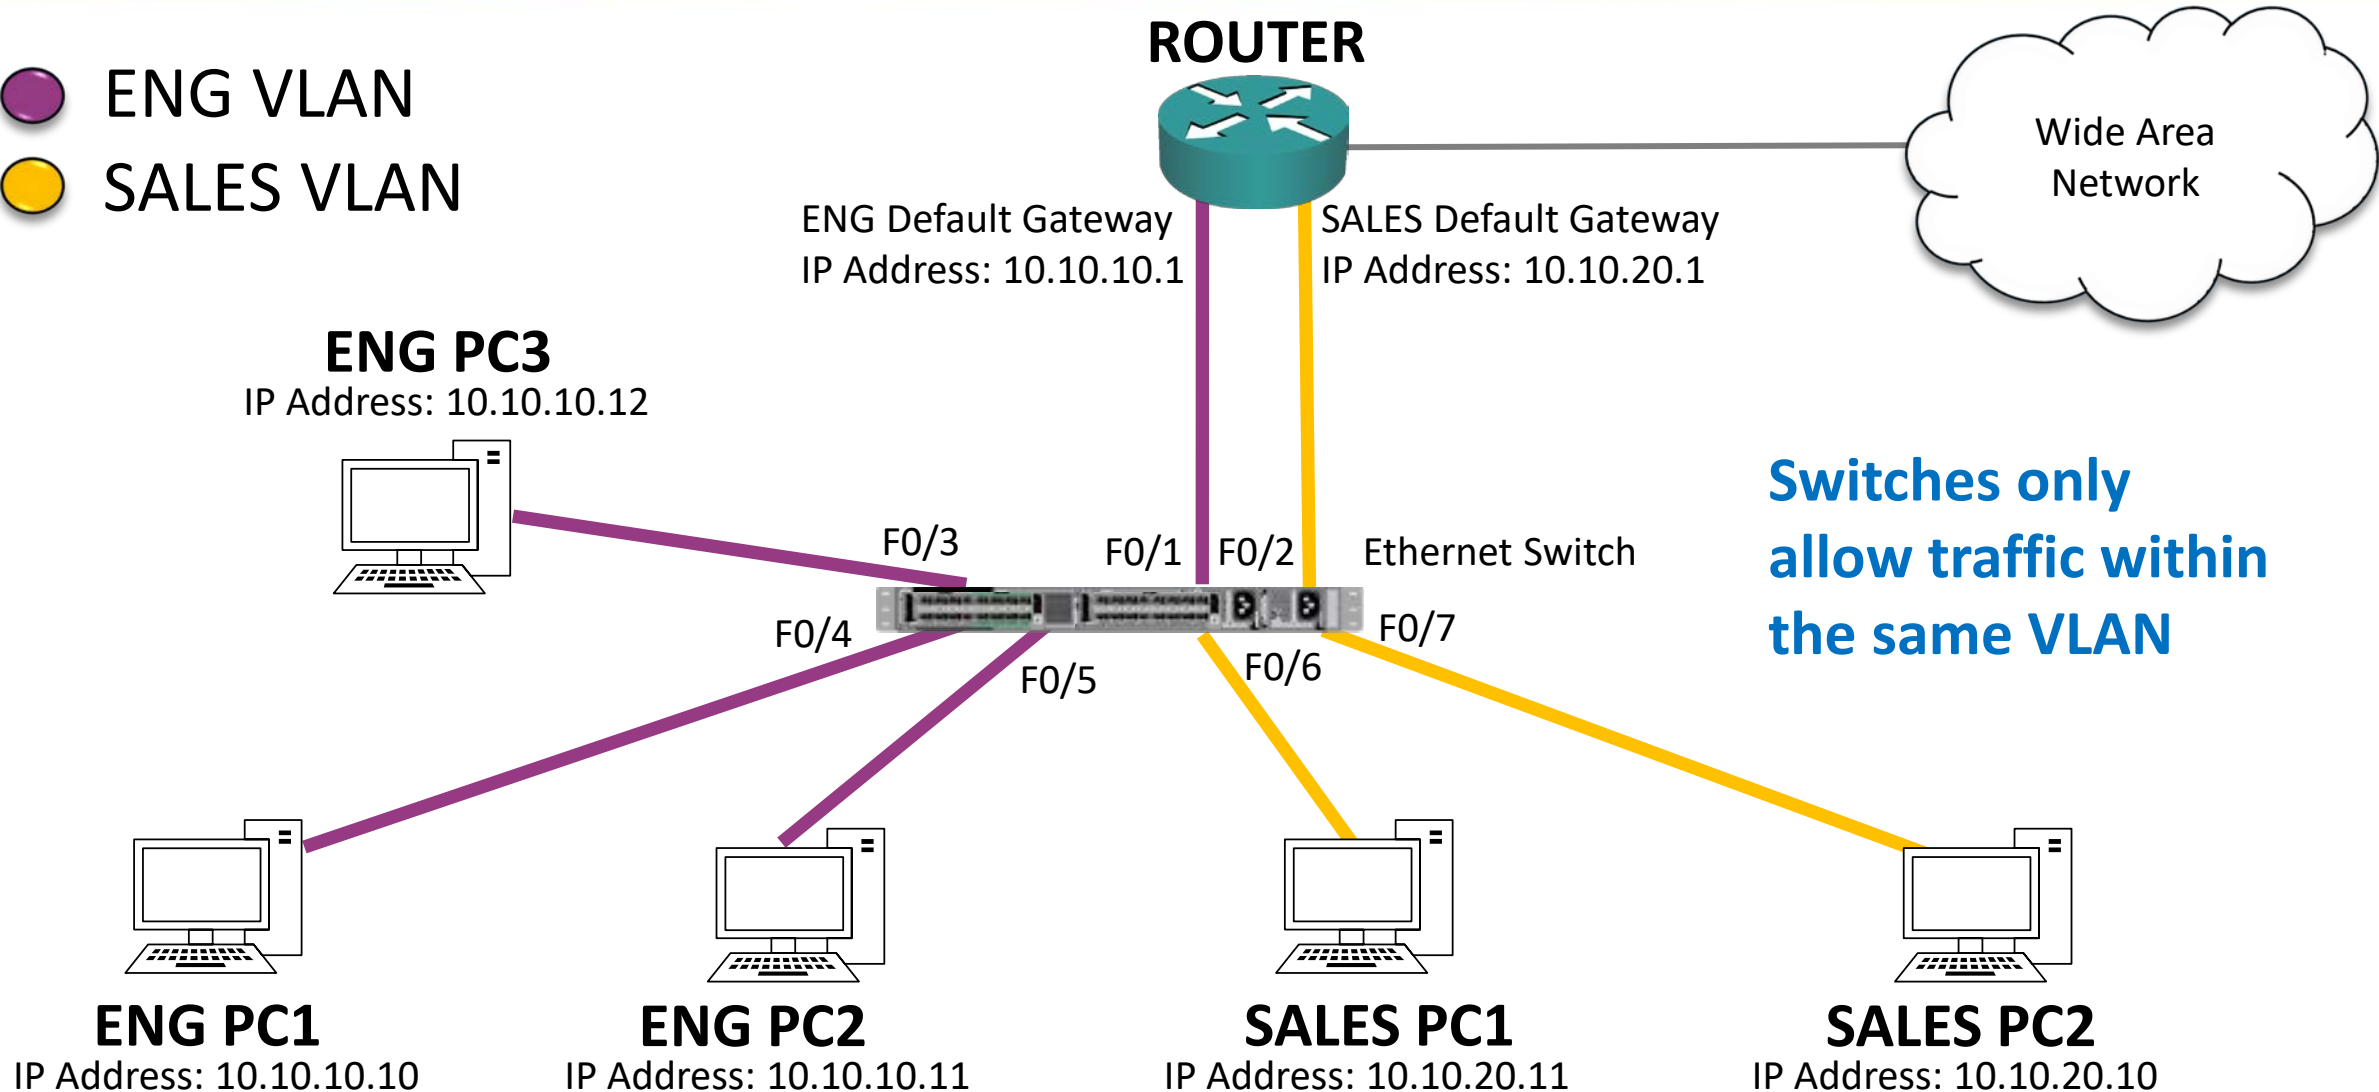 ROUTER
ENG VLAN
SALES VLAN
Wide Area
Network
ENG Default Gateway
IP Address: 10.10.10.1
SALES Default Gateway
IP Address: 10.10.20.1
ENG PC3
IP Address: 10.10.10.12
Switches only
allow traffic within
the same VLAN
F0/3
F0/1
F0/2
Ethernet Switch
F0/4
F0/5
F0/6
F0/7
ENG PC1
IP Address: 10.10.10.10
ENG PC2
IP Address: 10.10.10.11
SALES PC1
IP Address: 10.10.20.11
SALES PC2
IP Address: 10.10.20.10